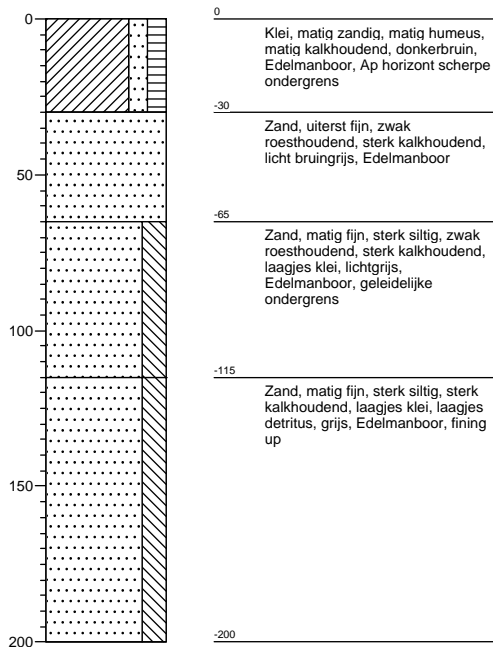 0
50
100
150
200
0
Klei, matig zandig, matig humeus,
matig kalkhoudend, donkerbruin,
Edelmanboor, Ap horizont scherpe
ondergrens
-30
Zand, uiterst fijn, zwak
roesthoudend, sterk kalkhoudend,
licht bruingrijs, Edelmanboor
-65
Zand, matig fijn, sterk siltig, zwak
roesthoudend, sterk kalkhoudend,
laagjes klei, lichtgrijs,
Edelmanboor, geleidelijke
ondergrens
-115
Zand, matig fijn, sterk siltig, sterk
kalkhoudend, laagjes klei, laagjes
detritus, grijs, Edelmanboor, fining
up
-200